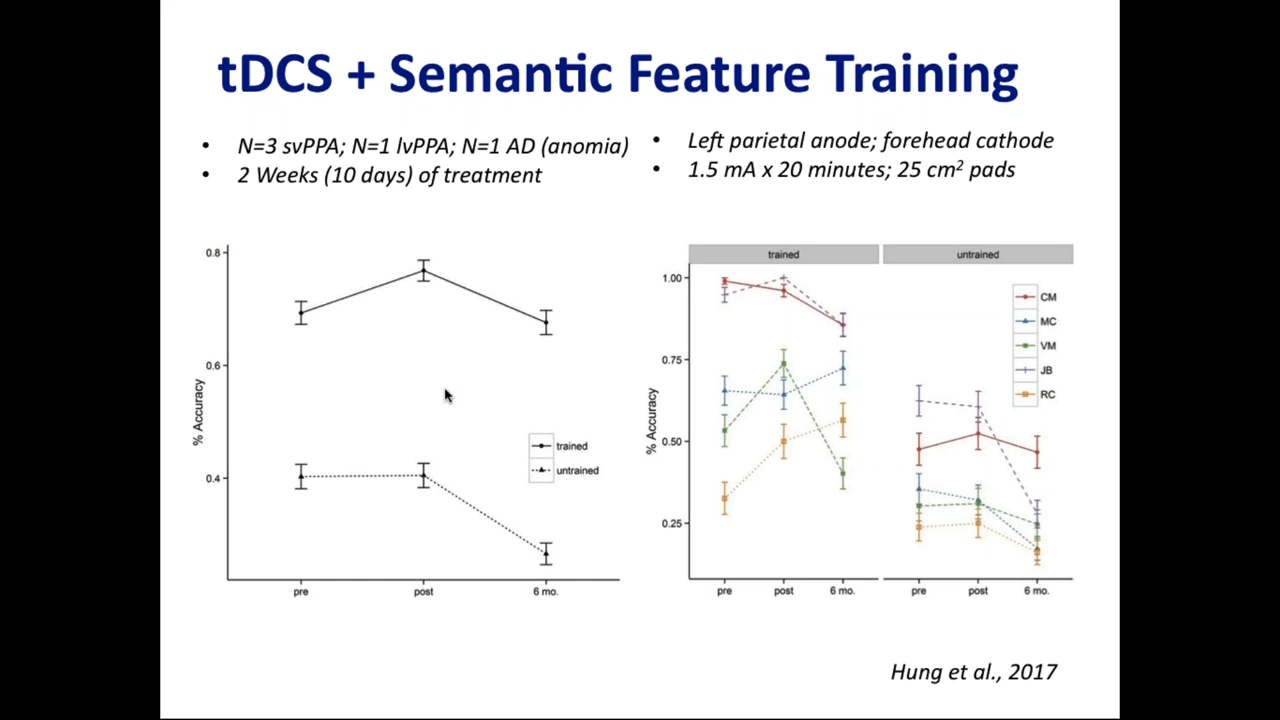 tDCS + Semantic Feature Training
• N=3 svPPA; N=1 lvPPA; N=1 AD (anomia)
• 2 Weeks (10 days) of treatment
• Left parietal anode; forehead cathode
• 1.5 mA x 20 minutes; 25 cm² pads
% Accuracy
0.8
0.6
0.4
trained
untrained
pre post 6 mo.
trained untrained
% Accuracy
1.00
0.75
0.50
0.25
CM
MC
VM
JB
RC
pre post 6 mo. pre post 6 mo.
Hung et al., 2017